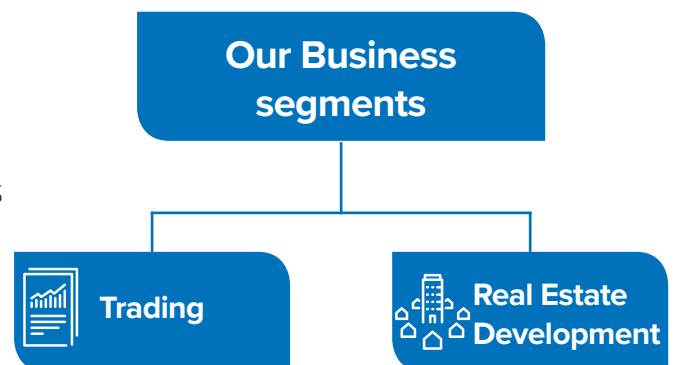 Our Business
segments
s
Trading
Real Estate
Development